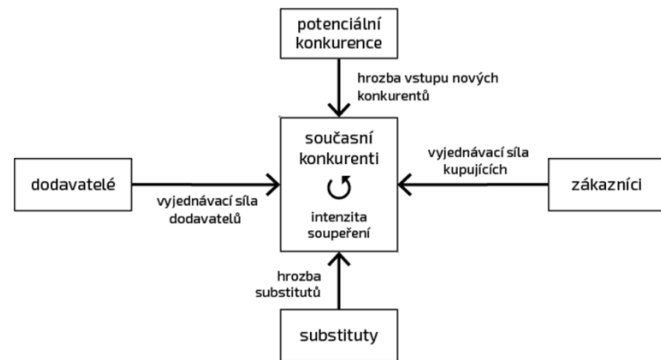 potenciální
konkurence
hrozba vstupu nových
konkurentů
současní
konkurenti
intenzita
soupeření
dodavatelé
vyjednávací síla
dodavatelů
vyjednávací síla
kupujících
zákazníci
hrozba
substitutů
substituty